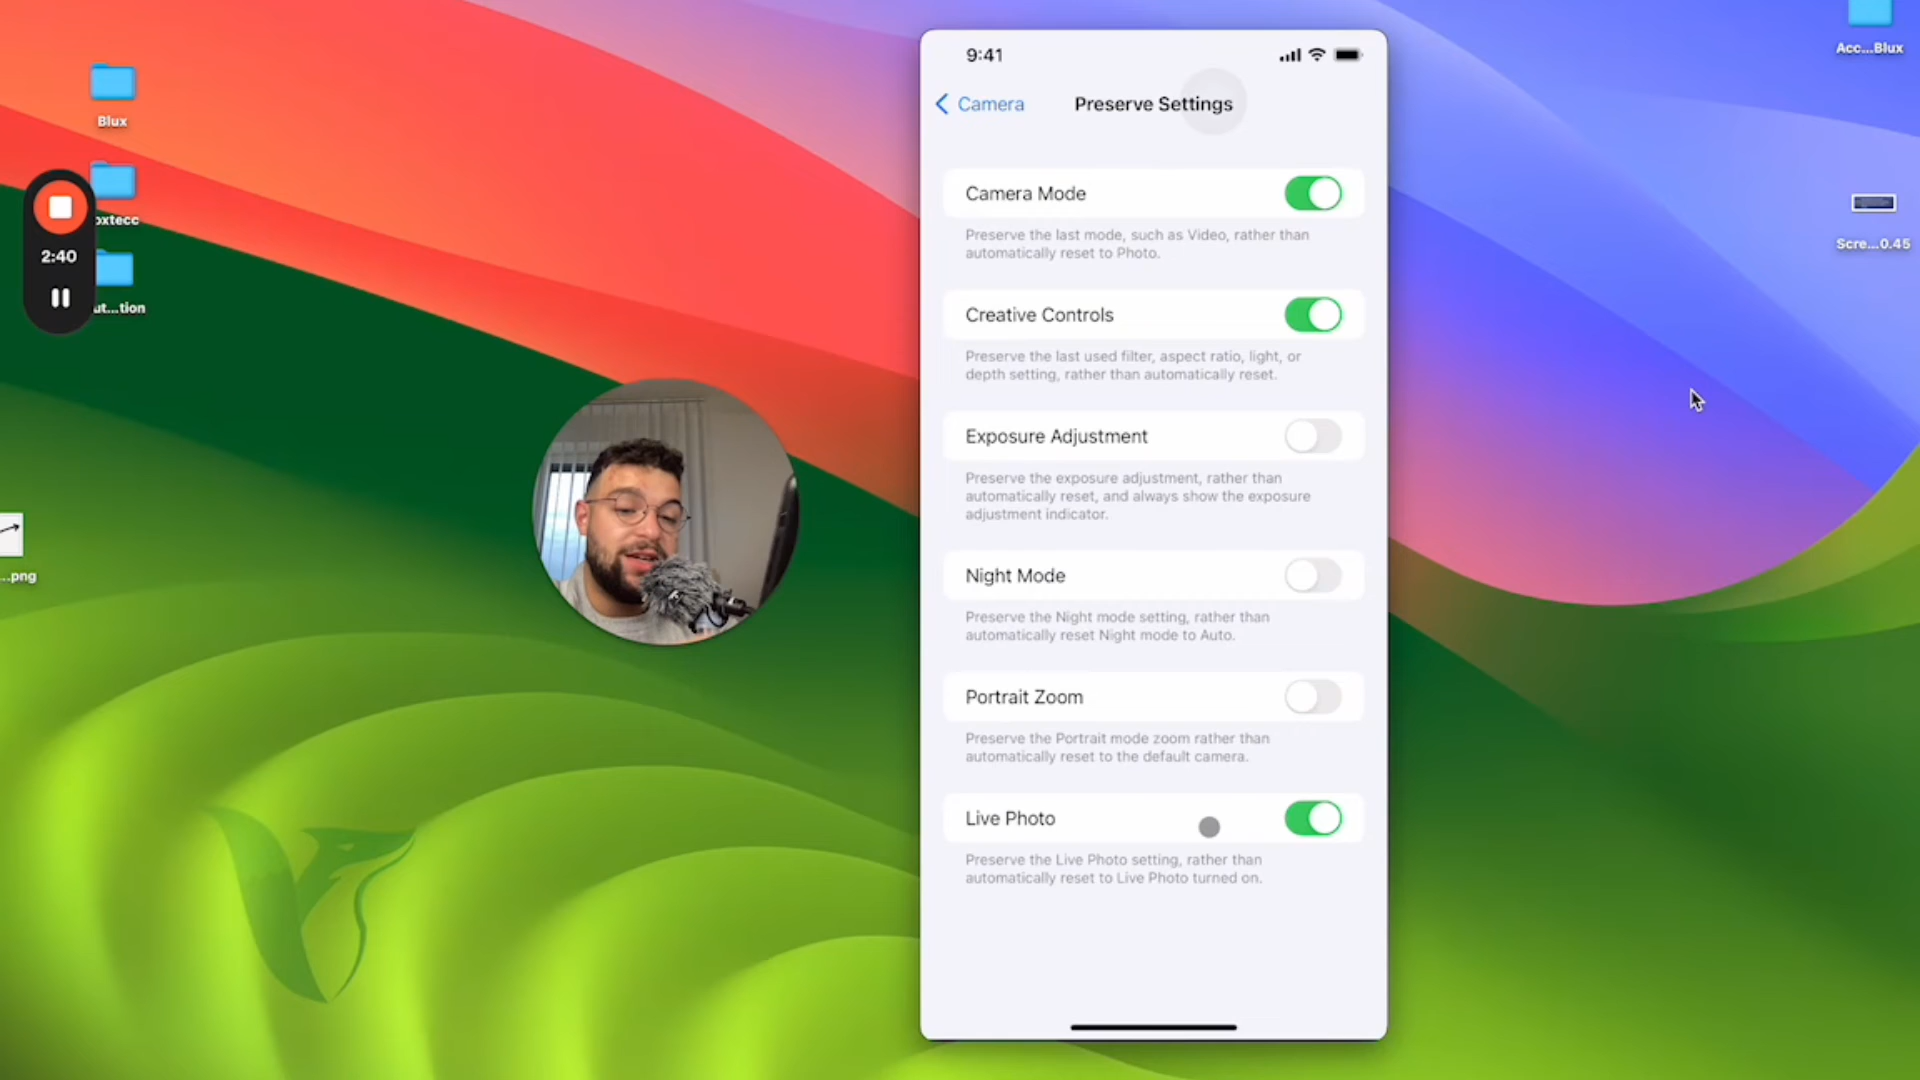 Acc...Blux
Blux
oxtecc
2:40
ut...tion
Scre...0.45
...png
9:41
Camera
Preserve Settings
Camera Mode
Preserve the last mode, such as Video, rather than
automatically reset to Photo.
Creative Controls
Preserve the last used filter, aspect ratio, light, or
depth setting, rather than automatically reset.
Exposure Adjustment
Preserve the exposure adjustment, rather than
automatically reset, and always show the exposure
adjustment indicator.
Night Mode
Preserve the Night mode setting, rather than
automatically reset Night mode to Auto.
Portrait Zoom
Preserve the Portrait mode zoom rather than
automatically reset to the default camera.
Live Photo
Preserve the Live Photo setting, rather than
automatically reset to Live Photo turned on.